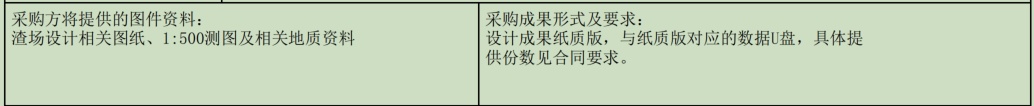 采购方将提供的图件资料：
渣场设计相关图纸、1:500测图及相关地质资料
采购成果形式及要求：
设计成果纸质版，与纸质版对应的数据U盘，具体提
供份数见合同要求。